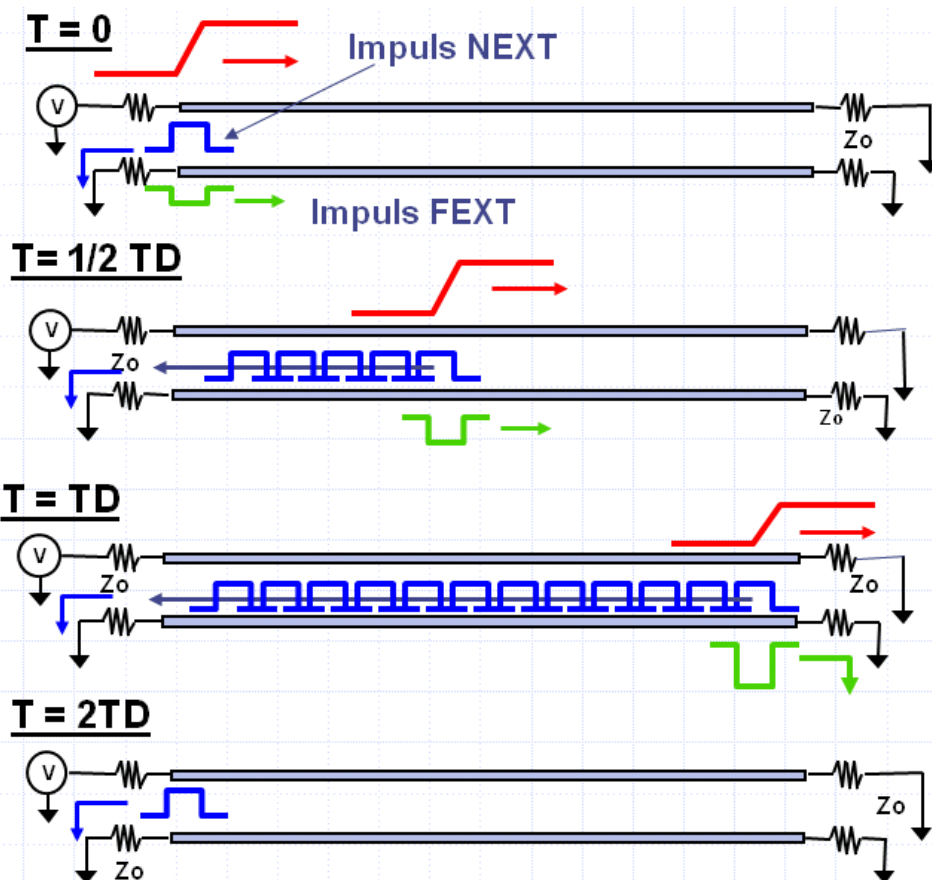 T = 0
Impuls NEXT
V
Zo
Impuls FEXT
T= 1/2 TD
V
Zo
Zo
T = TD
V
Zo
Zo
T = 2TD
V
Zo
Zo